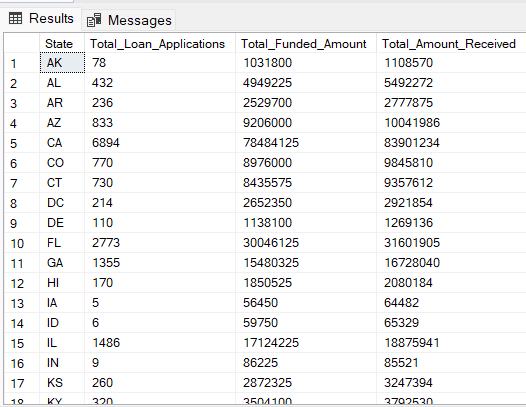 Results Messages
State Total_Loan_Applications Total_Funded_Amount Total_Amount_Received
1 AK 78 1031800 1108570
2 AL 432 4949225 5492272
3 AR 236 2529700 2777875
4 AZ 833 9206000 10041986
5 CA 6894 78484125 83901234
6 CO 770 8976000 9845810
7 CT 730 8435575 9357612
8 DC 214 2652350 2921854
9 DE 110 1138100 1269136
10 FL 2773 30046125 31601905
11 GA 1355 15480325 16728040
12 HI 170 1850525 2080184
13 IA 5 56450 64482
14 ID 6 59750 65329
15 IL 1486 17124225 18875941
16 IN 9 86225 85521
17 KS 260 2872325 3247394
18 KY 320 3504100 3792530